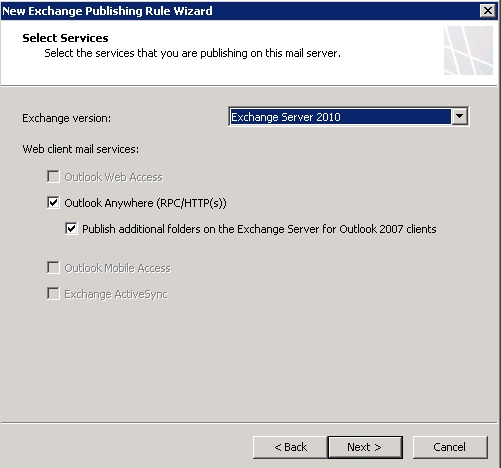 New Exchange Publishing Rule Wizard
Select Services
Select the services that you are publishing on this mail server.
Exchange version:
Exchange Server 2010
Web client mail services:
Outlook Web Access
Outlook Anywhere (RPC/HTTP(s))
Publish additional folders on the Exchange Server for Outlook 2007 clients
Outlook Mobile Access
Exchange ActiveSync
< Back
Next >
Cancel